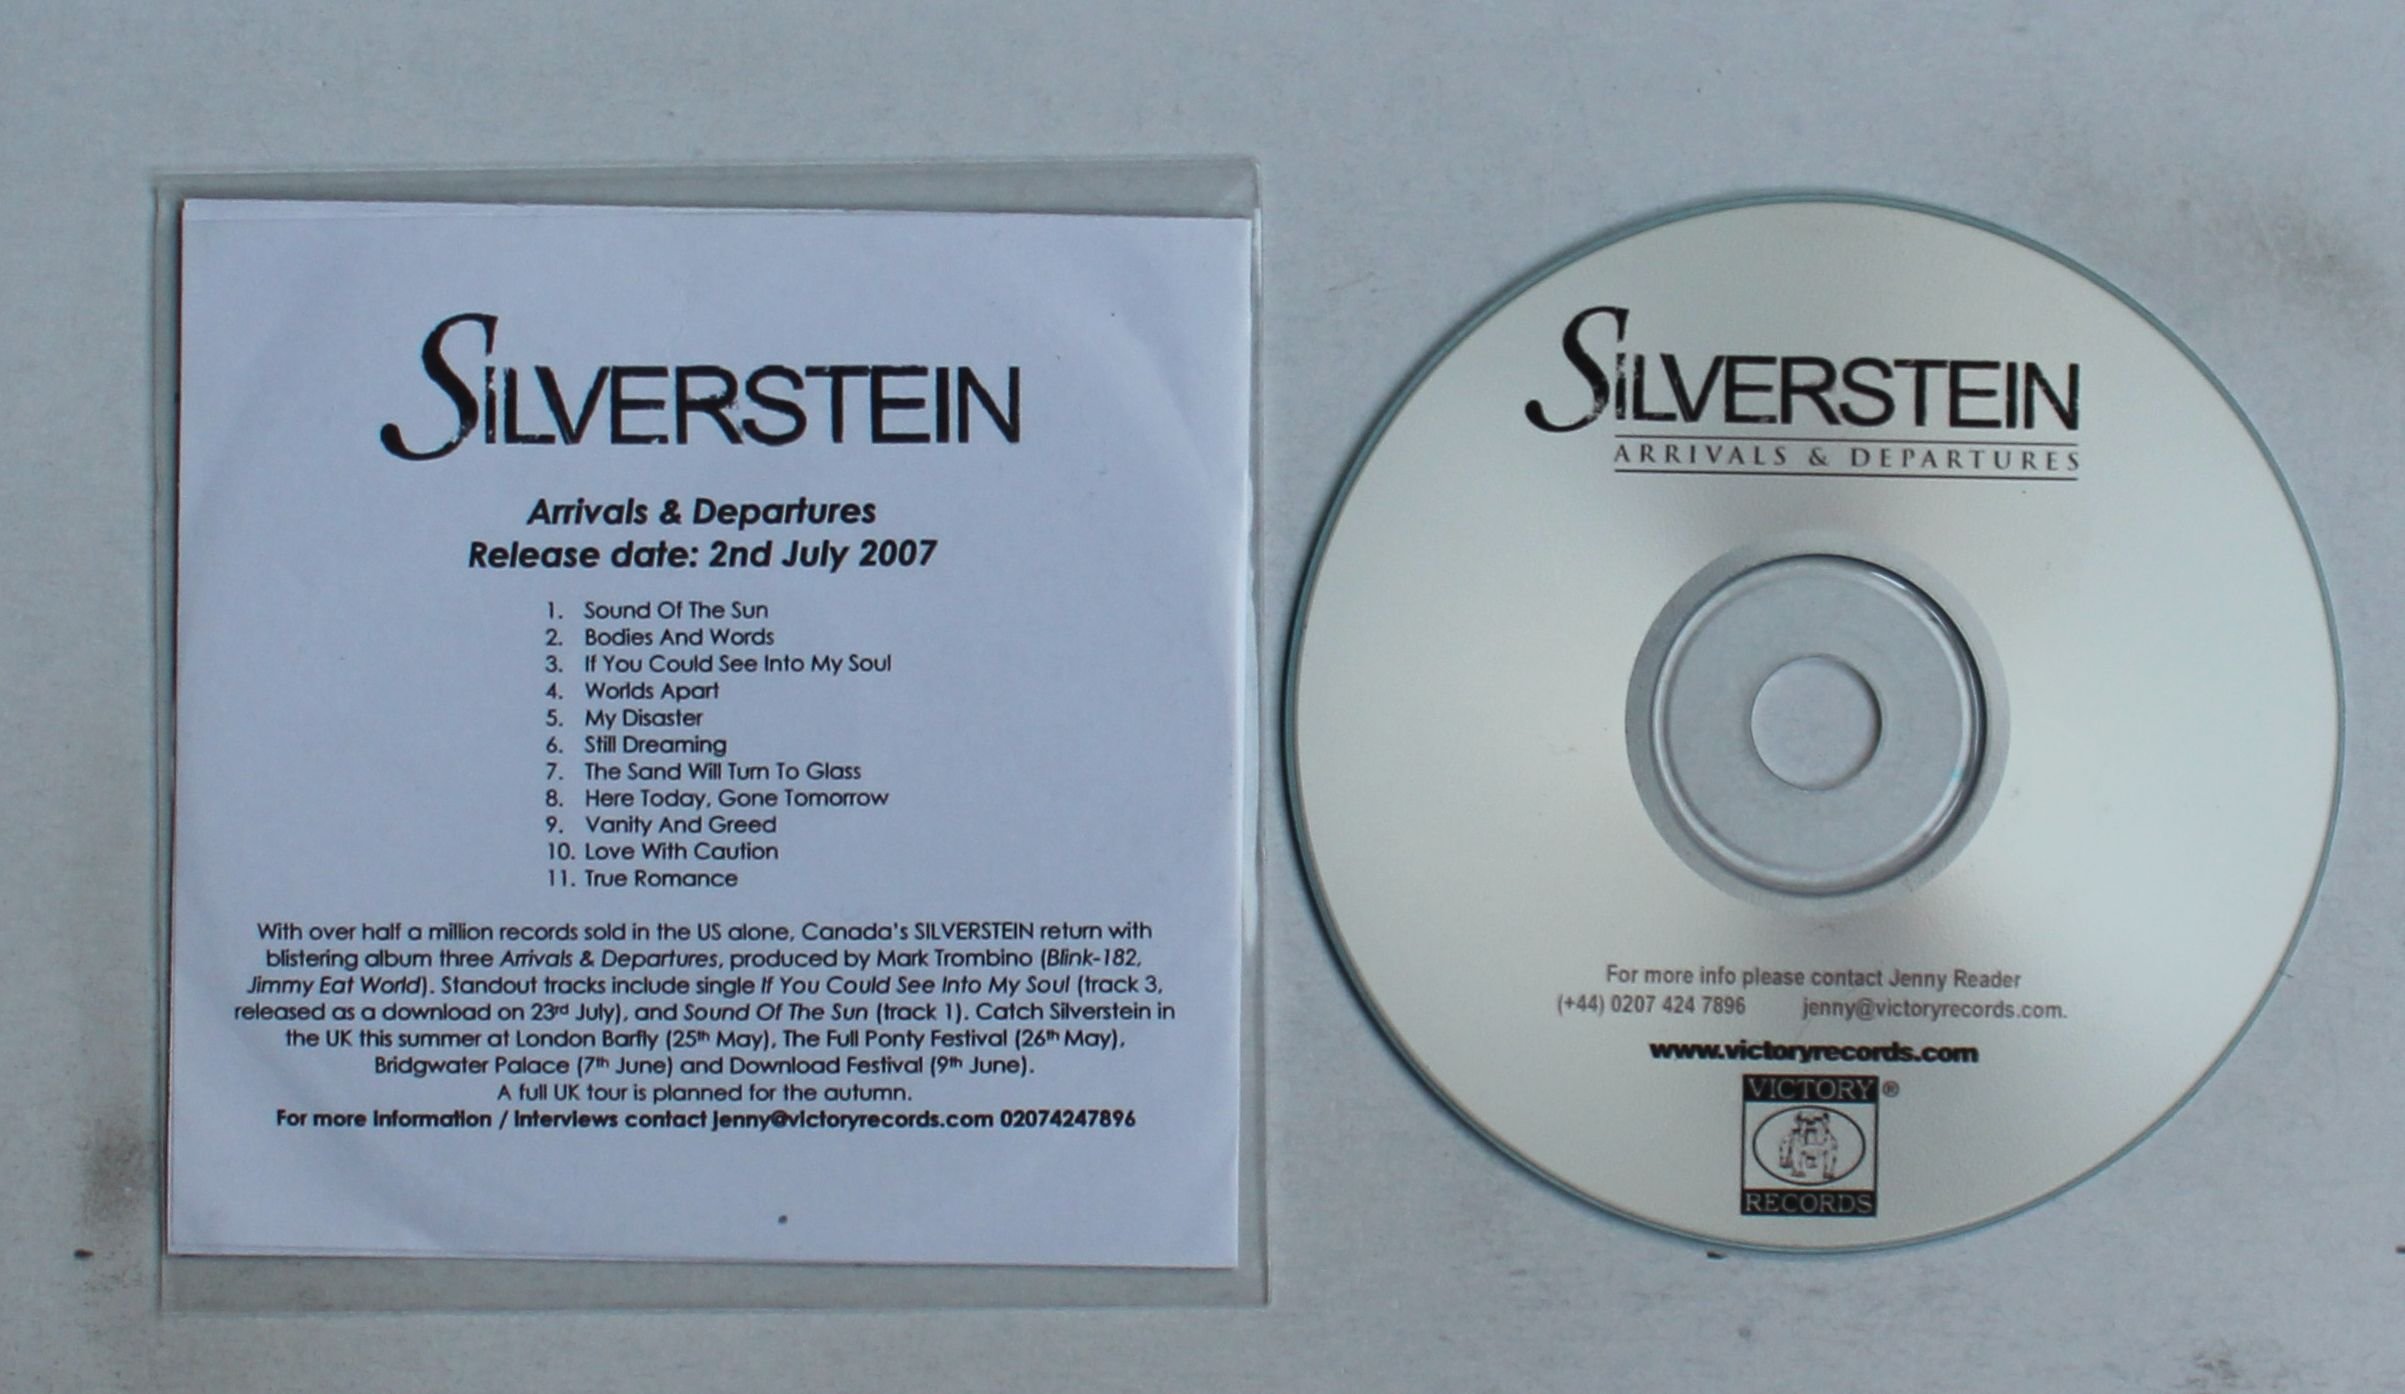 SILVERSTEIN
Arrivals & Departures
Release date: 2nd July 2007
1. Sound Of The Sun
2. Bodies And Words
3. If You Could See Into My Soul
4. Worlds Apart
5. My Disaster
6. Still Dreaming
7. The Sand Will Turn To Glass
8. Here Today, Gone Tomorrow
9. Vanity And Greed
10. Love With Caution
11. True Romance
With over half a million records sold in the US alone, Canada's SILVERSTEIN return with
blistering album three Arrivals & Departures, produced by Mark Trombino (Blink-182,
Jimmy Eat World). Standout tracks include single If You Could See Into My Soul (track 3,
released as a download on 23rd July), and Sound Of The Sun (track 1). Catch Silverstein in
the UK this summer at London Barfly (25th May), The Full Ponty Festival (26th May),
Bridgwater Palace (7th June) and Download Festival (9th June).
A full UK tour is planned for the autumn.
For more information / interviews contact jenny@victoryrecords.com 02074247896
SILVERSTEIN
ARRIVALS & DEPARTURES
For more info please contact Jenny Reader
(+44) 0207 424 7896 jenny@victoryrecords.com.
www.victoryrecords.com
VICTORY ®
RECORDS